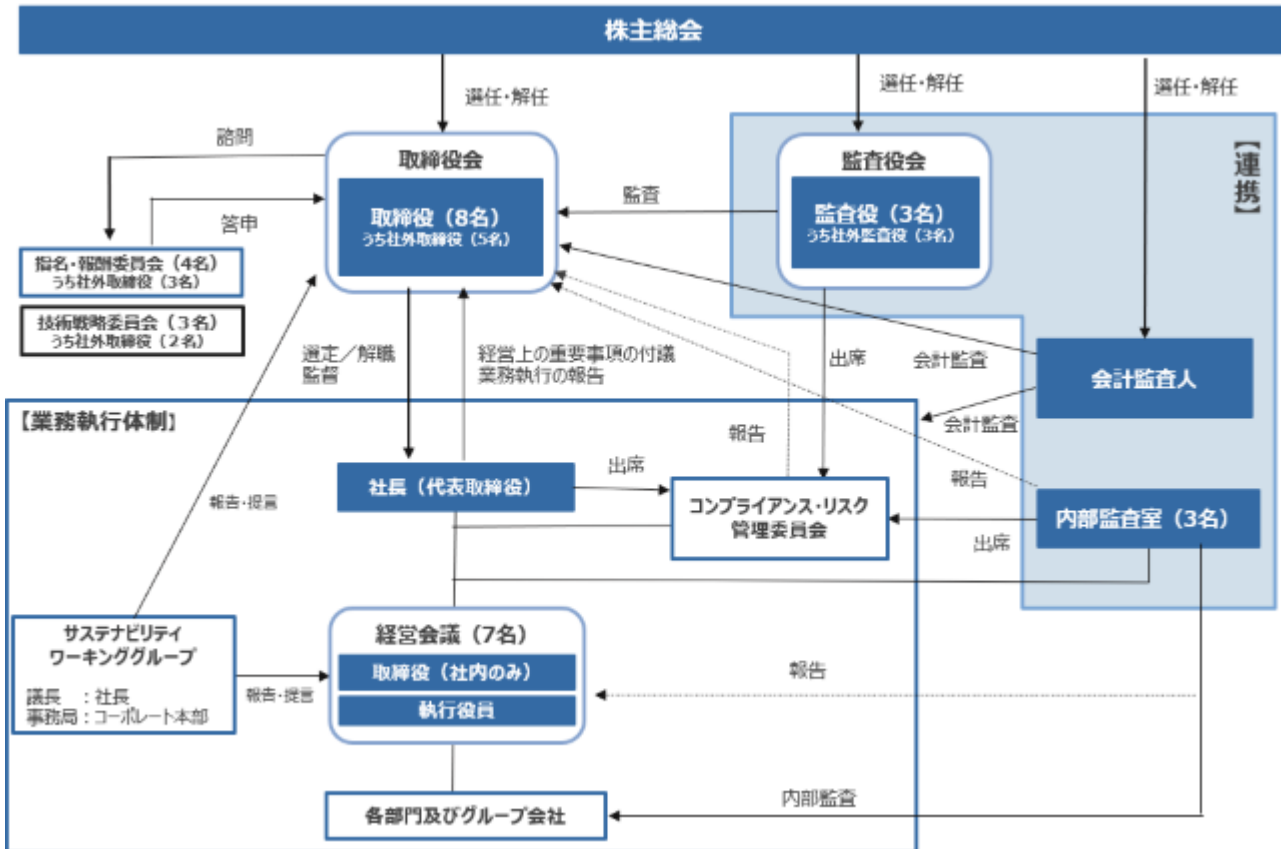 株主総会
選任・解任
選任・解任
選任・解任
諮問
答申
取締役会
取締役（8名）
うち社外取締役（5名）
監査
監査役会
監査役（3名）
うち社外監査役（3名）
【連携】
指名・報酬委員会（4名）
うち社外取締役（3名）
技術戦略委員会（3名）
うち社外取締役（2名）
選定／解職
監督
経営上の重要事項の付議
業務執行の報告
出席
会計監査
会計監査人
会計監査
【業務執行体制】
報告
報告
報告・提言
社長（代表取締役）
出席
コンプライアンス・リスク
管理委員会
出席
内部監査室（3名）
サステナビリティ
ワーキンググループ
議長　：社長
事務局：コーポレート本部
報告・提言
経営会議（7名）
取締役（社内のみ）
執行役員
報告
各部門及びグループ会社
内部監査